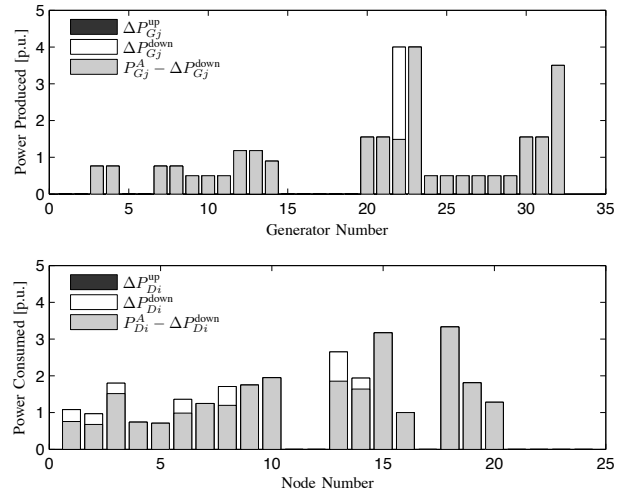 5
4
3
2
1
0
Power Produced [p.u.]
ΔP_{Gj}^{up}
ΔP_{Gj}^{down}
P_{Gj}^{A} − ΔP_{Gj}^{down}
0 5 10 15 20 25 30 35
Generator Number
5
4
3
2
1
0
Power Consumed [p.u.]
ΔP_{Di}^{up}
ΔP_{Di}^{down}
P_{Di}^{A} − ΔP_{Di}^{down}
0 5 10 15 20 25
Node Number